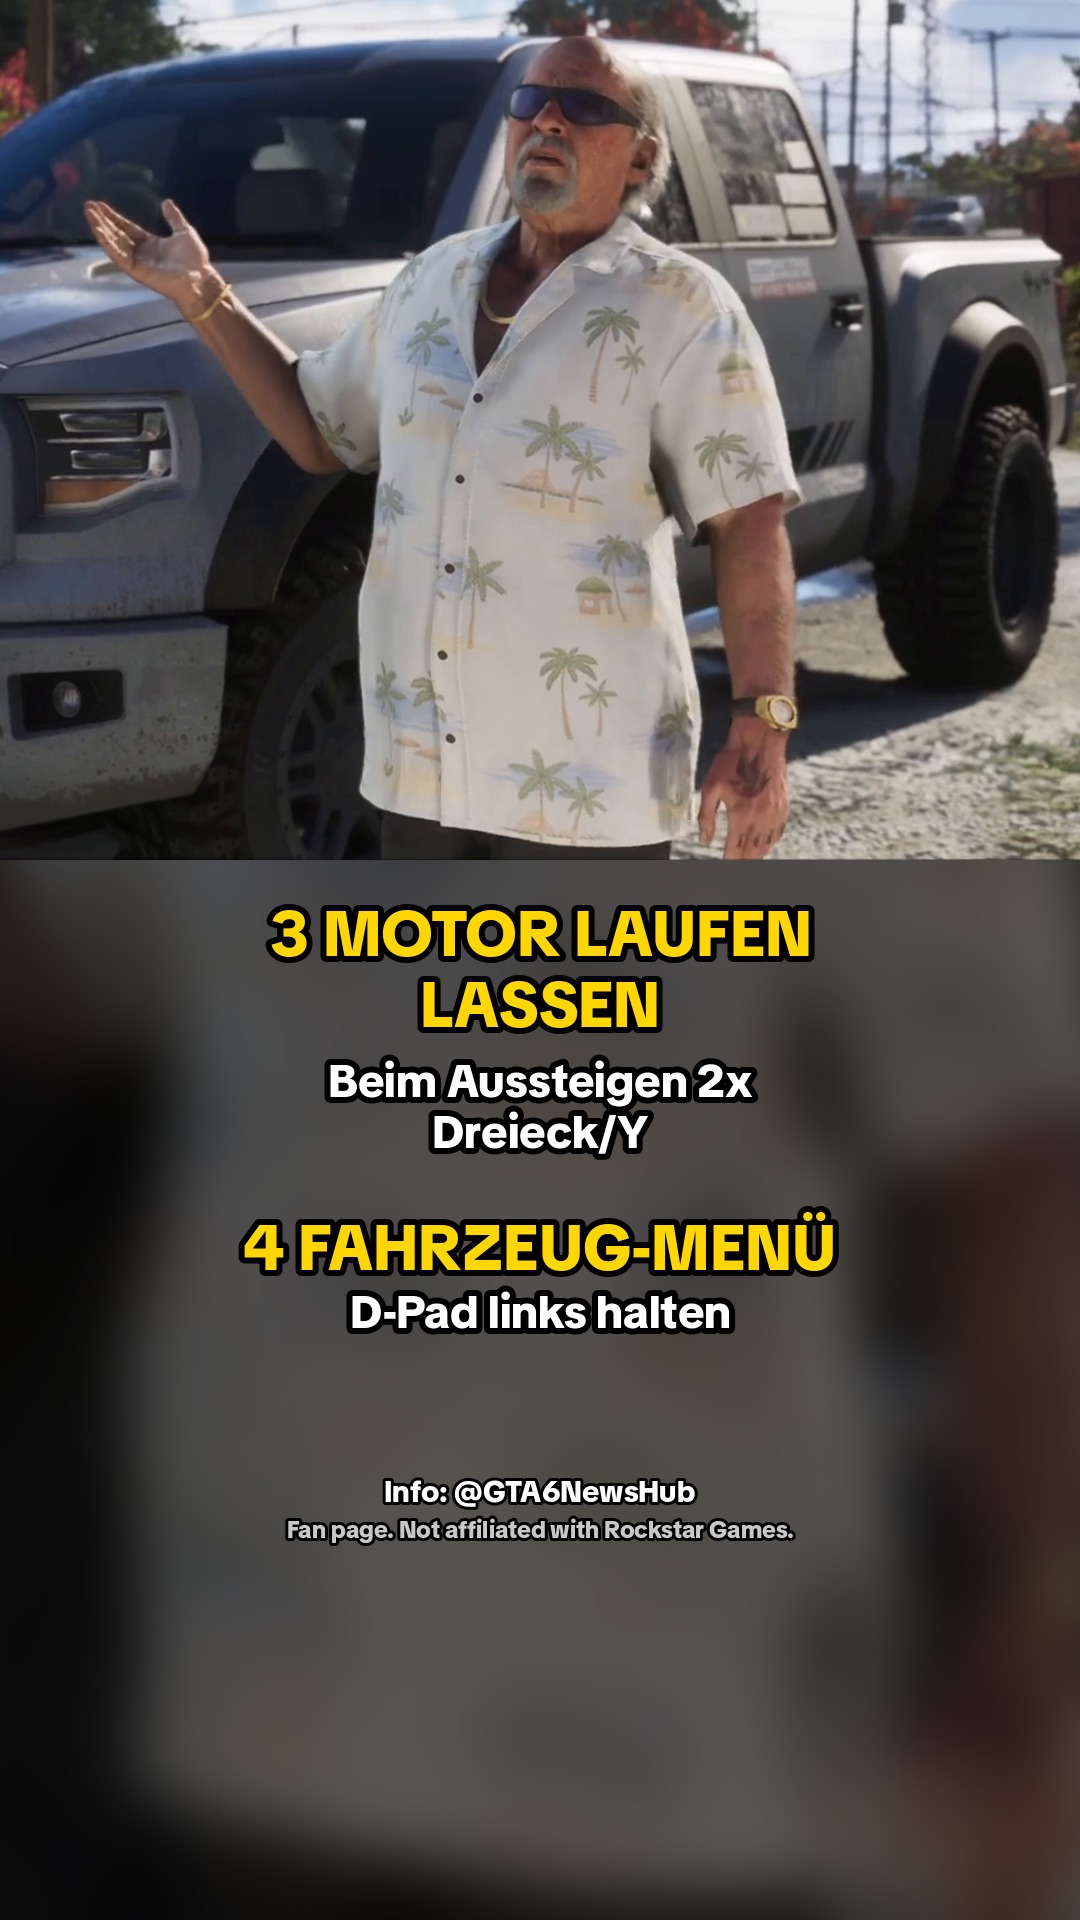 3 MOTOR LAUFEN
LASSEN
Beim Aussteigen 2x
Dreieck/Y
4 FAHRZEUG-MENÜ
D-Pad links halten
Info: @GTA6NewsHub
Fan page. Not affiliated with Rockstar Games.